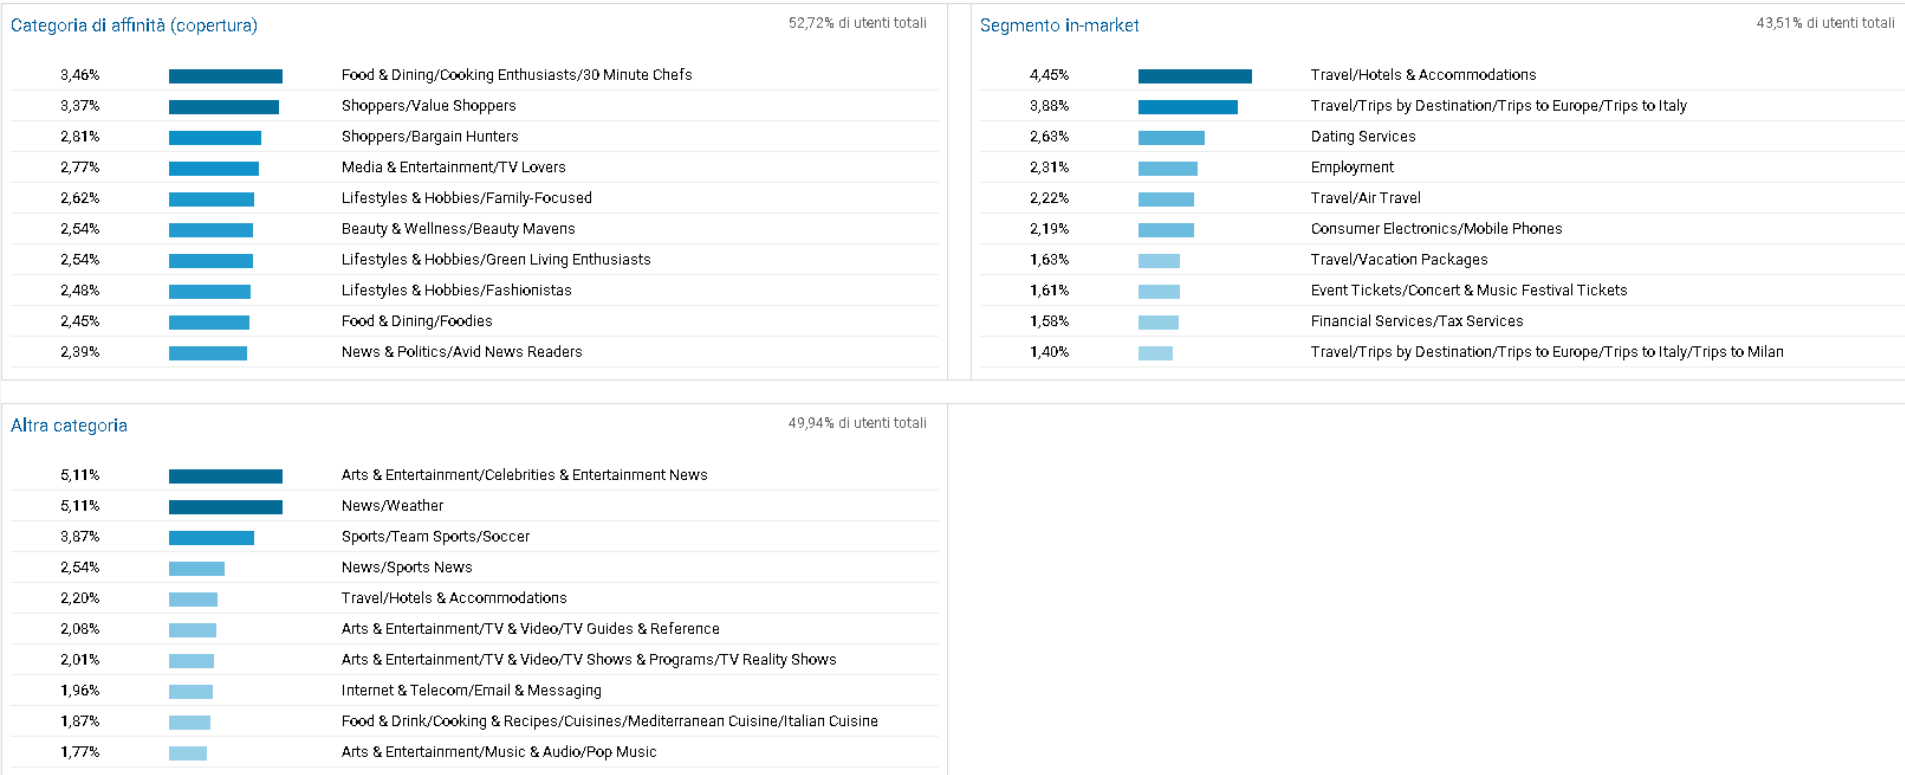 Categoria di affinità (copertura) 52,72% di utenti totali
3,46% Food & Dining/Cooking Enthusiasts/30 Minute Chefs
3,37% Shoppers/Value Shoppers
2,81% Shoppers/Bargain Hunters
2,77% Media & Entertainment/TV Lovers
2,62% Lifestyles & Hobbies/Family-Focused
2,54% Beauty & Wellness/Beauty Mavens
2,54% Lifestyles & Hobbies/Green Living Enthusiasts
2,48% Lifestyles & Hobbies/Fashionistas
2,45% Food & Dining/Foodies
2,39% News & Politics/Avid News Readers
Segmento in-market 43,51% di utenti totali
4,45% Travel/Hotels & Accommodations
3,88% Travel/Trips by Destination/Trips to Europe/Trips to Italy
2,63% Dating Services
2,31% Employment
2,22% Travel/Air Travel
2,19% Consumer Electronics/Mobile Phones
1,63% Travel/Vacation Packages
1,61% Event Tickets/Concert & Music Festival Tickets
1,58% Financial Services/Tax Services
1,40% Travel/Trips by Destination/Trips to Europe/Trips to Italy/Trips to Milan
Altra categoria 49,94% di utenti totali
5,11% Arts & Entertainment/Celebrities & Entertainment News
5,11% News/Weather
3,87% Sports/Team Sports/Soccer
2,54% News/Sports News
2,20% Travel/Hotels & Accommodations
2,08% Arts & Entertainment/TV & Video/TV Guides & Reference
2,01% Arts & Entertainment/TV & Video/TV Shows & Programs/TV Reality Shows
1,96% Internet & Telecom/Email & Messaging
1,87% Food & Drink/Cooking & Recipes/Cuisines/Mediterranean Cuisine/Italian Cuisine
1,77% Arts & Entertainment/Music & Audio/Pop Music